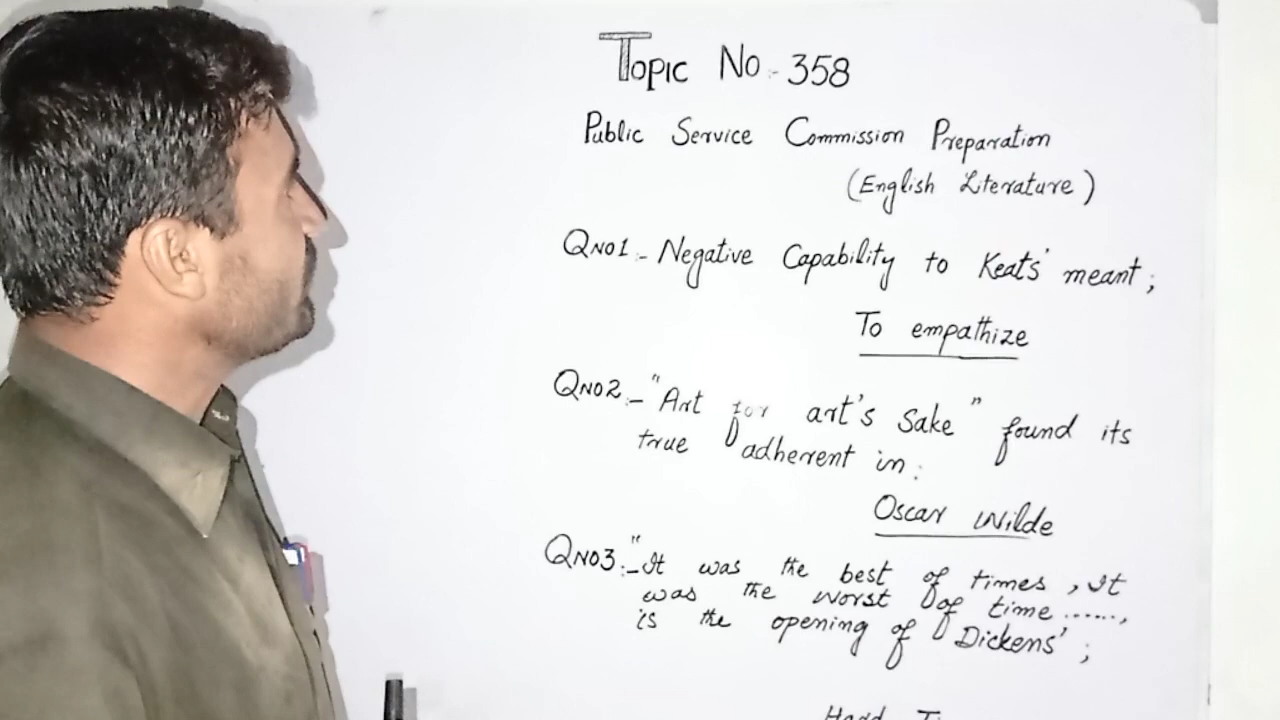 Topic No:- 358
Public Service Commission Preparation
(English Literature)
QNo1:- Negative Capability to Keats' meant;
To empathize
QNo2:- "Art for art's Sake" found its
true adherent in:
Oscar Wilde
QNo3:- "It was the best of times, It
was the worst of time ......,
is the opening of Dickens';
Hard